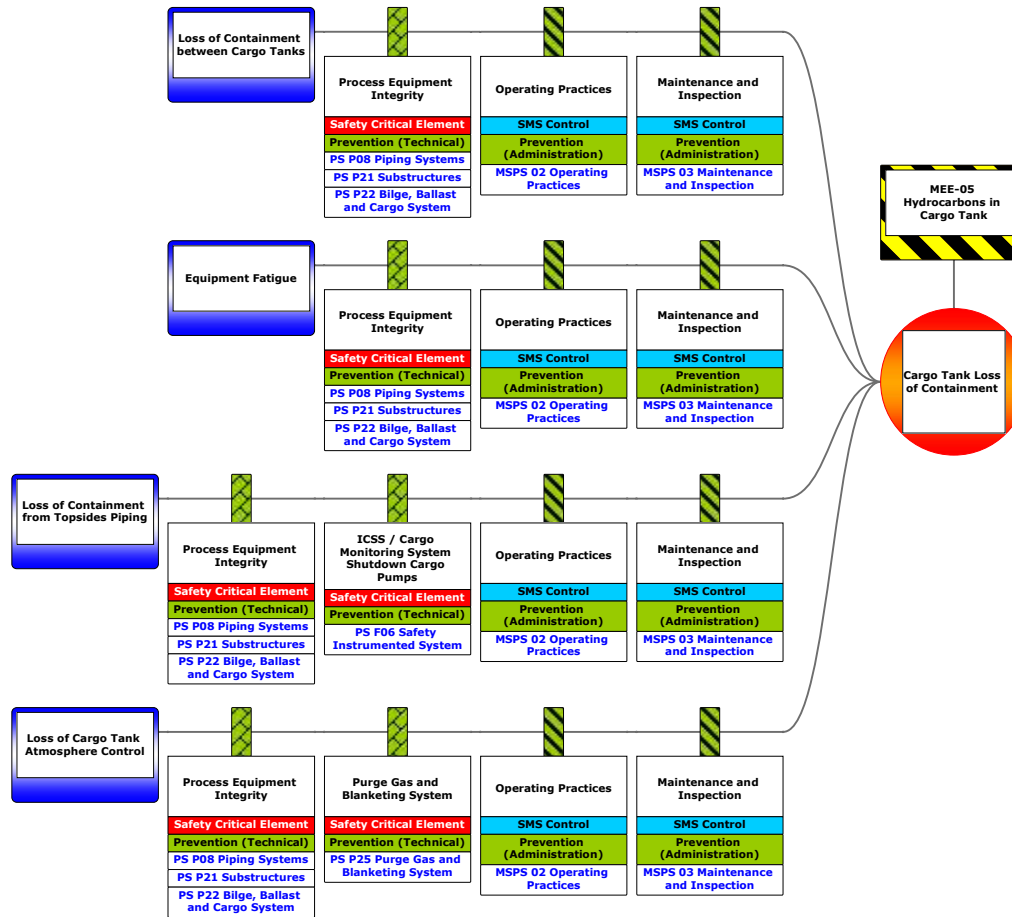 Loss of Containment
between Cargo Tanks
Process Equipment
Integrity
Safety Critical Element
Prevention (Technical)
PS P08 Piping Systems
PS P21 Substructures
PS P22 Bilge, Ballast
and Cargo System
Operating Practices
SMS Control
Prevention
(Administration)
MSPS 02 Operating
Practices
Maintenance and
Inspection
SMS Control
Prevention
(Administration)
MSPS 03 Maintenance
and Inspection
MEE-05
Hydrocarbons in
Cargo Tank
Equipment Fatigue
Process Equipment
Integrity
Safety Critical Element
Prevention (Technical)
PS P08 Piping Systems
PS P21 Substructures
PS P22 Bilge, Ballast
and Cargo System
Operating Practices
SMS Control
Prevention
(Administration)
MSPS 02 Operating
Practices
Maintenance and
Inspection
SMS Control
Prevention
(Administration)
MSPS 03 Maintenance
and Inspection
Cargo Tank Loss
of Containment
Loss of Containment
from Topsides Piping
Process Equipment
Integrity
Safety Critical Element
Prevention (Technical)
PS P08 Piping Systems
PS P21 Substructures
PS P22 Bilge, Ballast
and Cargo System
ICSS / Cargo
Monitoring System
Shutdown Cargo
Pumps
Safety Critical Element
Prevention (Technical)
PS F06 Safety
Instrumented System
Operating Practices
SMS Control
Prevention
(Administration)
MSPS 02 Operating
Practices
Maintenance and
Inspection
SMS Control
Prevention
(Administration)
MSPS 03 Maintenance
and Inspection
Loss of Cargo Tank
Atmosphere Control
Process Equipment
Integrity
Safety Critical Element
Prevention (Technical)
PS P08 Piping Systems
PS P21 Substructures
PS P22 Bilge, Ballast
and Cargo System
Purge Gas and
Blanketing System
Safety Critical Element
Prevention (Technical)
PS P25 Purge Gas and
Blanketing System
Operating Practices
SMS Control
Prevention
(Administration)
MSPS 02 Operating
Practices
Maintenance and
Inspection
SMS Control
Prevention
(Administration)
MSPS 03 Maintenance
and Inspection